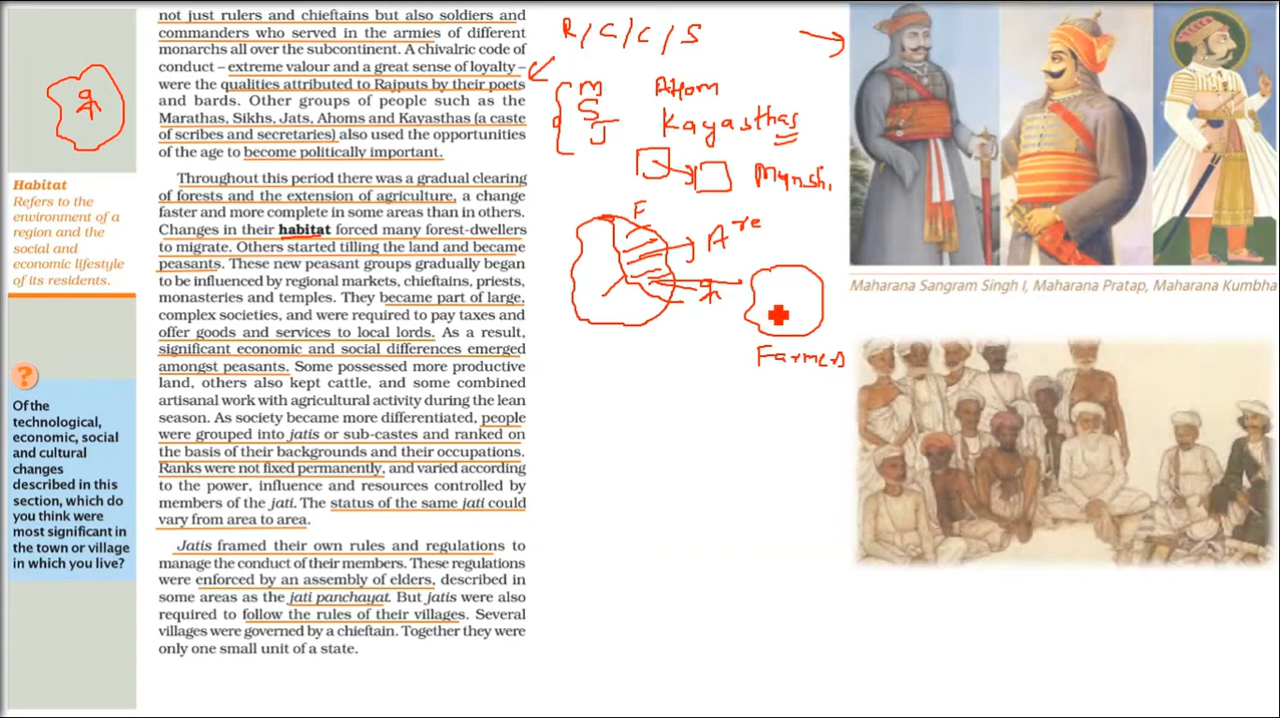 not just rulers and chieftains but also soldiers and
commanders who served in the armies of different
monarchs all over the subcontinent. A chivalric code of
conduct – extreme valour and a great sense of loyalty –
were the qualities attributed to Rajputs by their poets
and bards. Other groups of people such as the
Marathas, Sikhs, Jats, Ahoms and Kayasthas (a caste
of scribes and secretaries) also used the opportunities
of the age to become politically important.
Throughout this period there was a gradual clearing
of forests and the extension of agriculture, a change
faster and more complete in some areas than in others.
Changes in their habitat forced many forest-dwellers
to migrate. Others started tilling the land and became
peasants. These new peasant groups gradually began
to be influenced by regional markets, chieftains, priests,
monasteries and temples. They became part of large,
complex societies, and were required to pay taxes and
offer goods and services to local lords. As a result,
significant economic and social differences emerged
amongst peasants. Some possessed more productive
land, others also kept cattle, and some combined
artisanal work with agricultural activity during the lean
season. As society became more differentiated, people
were grouped into jatis or sub-castes and ranked on
the basis of their backgrounds and their occupations.
Ranks were not fixed permanently, and varied according
to the power, influence and resources controlled by
members of the jati. The status of the same jati could
vary from area to area.
Jatis framed their own rules and regulations to
manage the conduct of their members. These regulations
were enforced by an assembly of elders, described in
some areas as the jati panchayat. But jatis were also
required to follow the rules of their villages. Several
villages were governed by a chieftain. Together they were
only one small unit of a state.
Habitat
Refers to the
environment of a
region and the
social and
economic lifestyle
of its residents.
?
Of the
technological,
economic, social
and cultural
changes
described in this
section, which do
you think were
most significant in
the town or village
in which you live?
R/C/C/S
M
S
J
Ahom
Kayasthas
Munshi
F
A re
Farmers
Maharana Sangram Singh I, Maharana Pratap, Maharana Kumbha